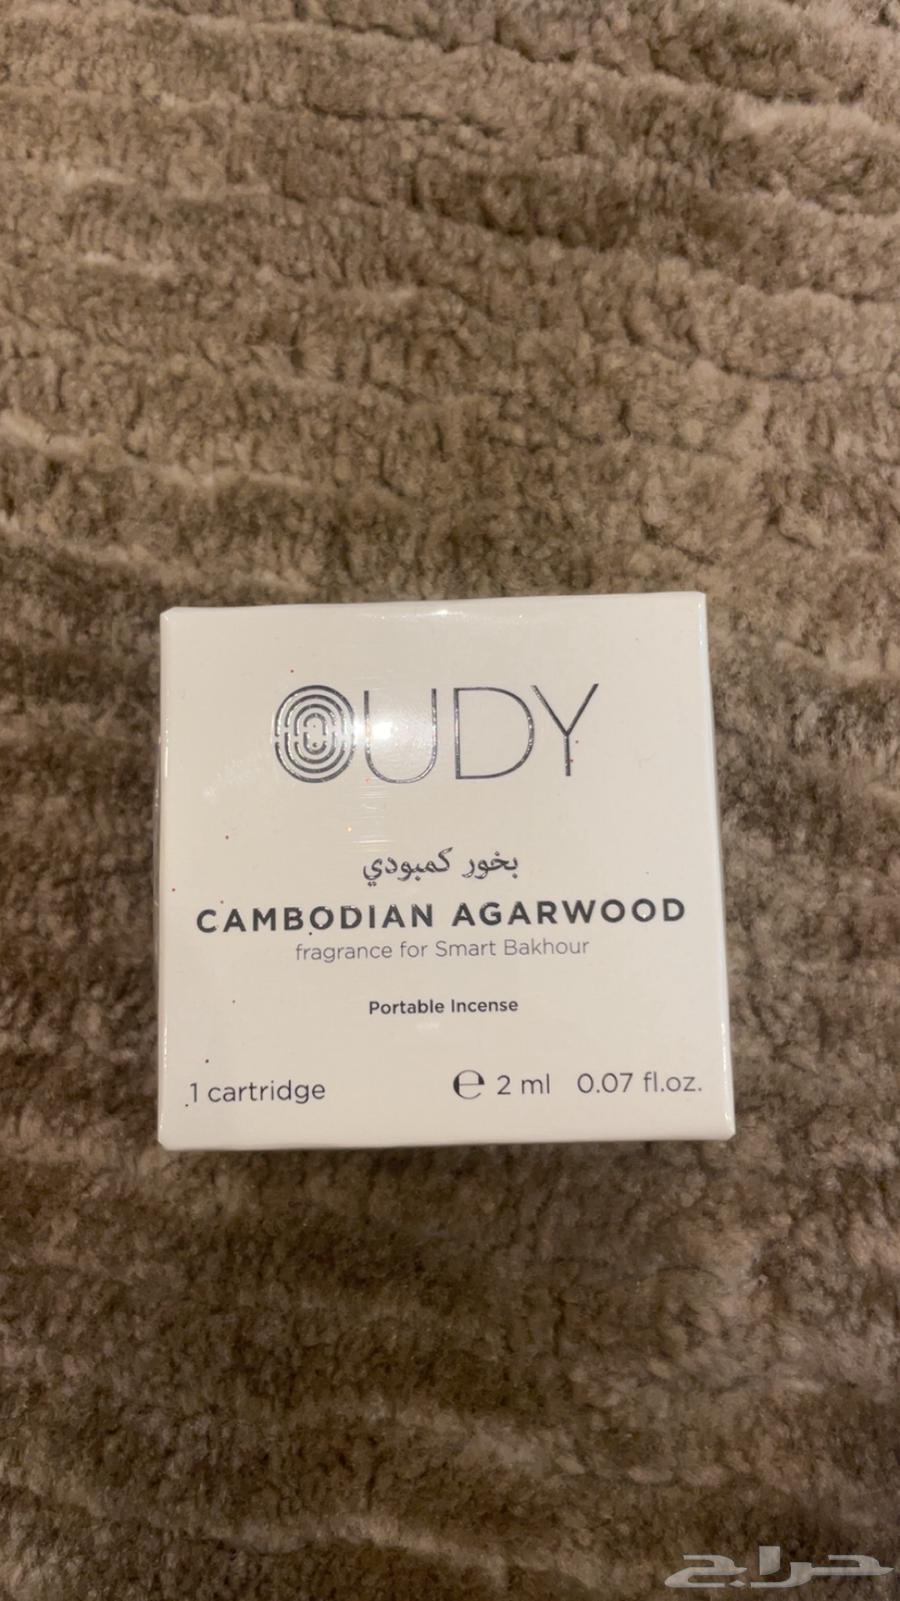 OUDY
بخور كمبودي
CAMBODIAN AGARWOOD
fragrance for Smart Bakhour
Portable Incense
1 cartridge ℮ 2 ml 0.07 fl.oz.
حراج